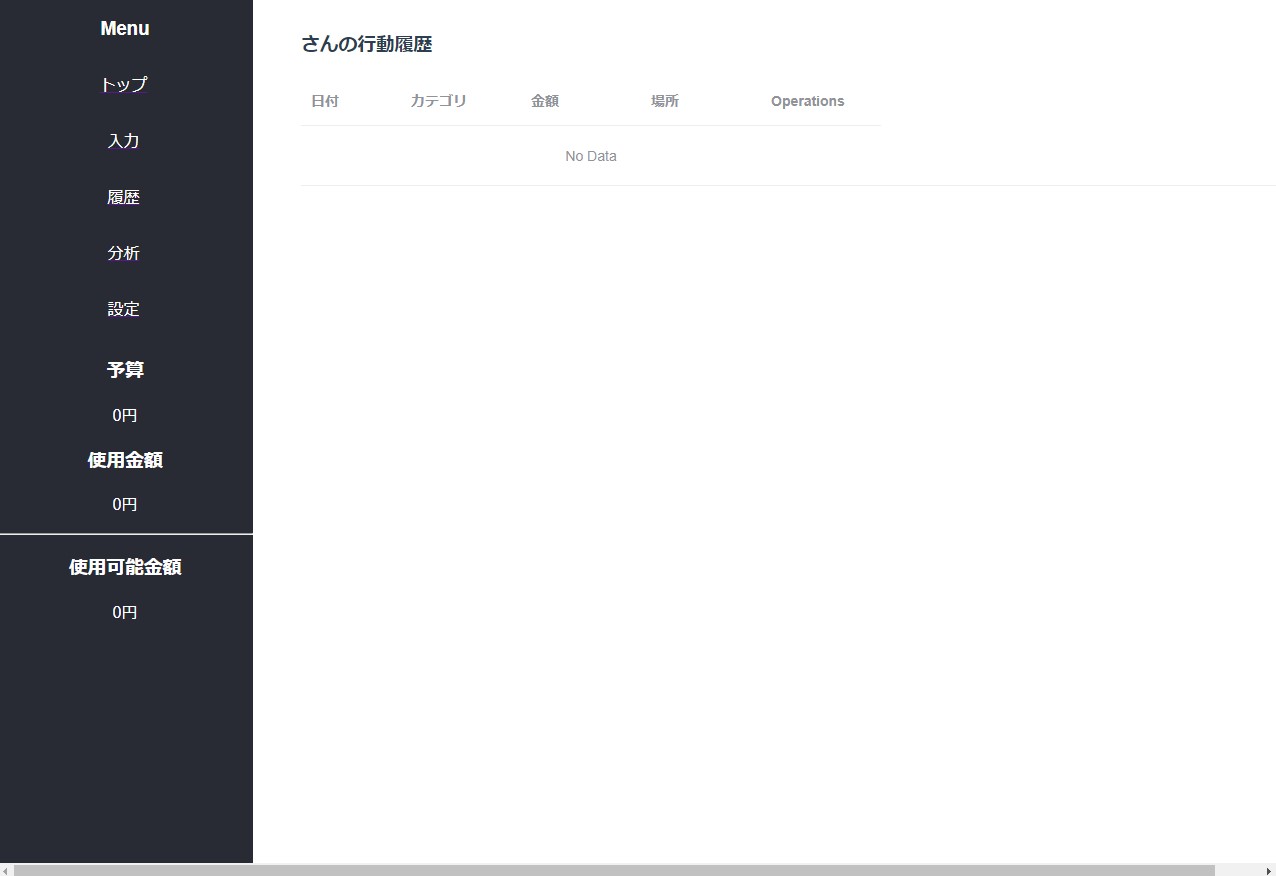 Menu
トップ
入力
履歴
分析
設定
予算
0円
使用金額
0円
使用可能金額
0円
さんの行動履歴
日付 カテゴリ 金額 場所 Operations
No Data